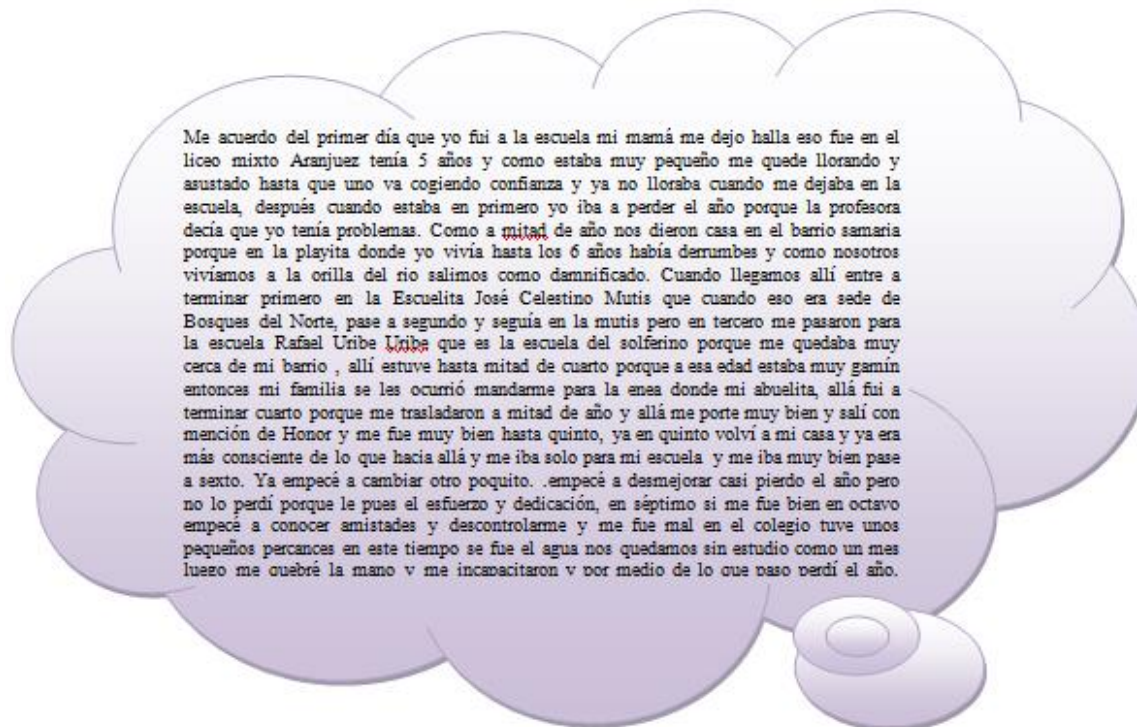 Me acuerdo del primer día que yo fui a la escuela mi mamá me dejo halla eso fue en el
liceo mixto Aranjuez tenía 5 años y como estaba muy pequeño me quede llorando y
asustado hasta que uno va cogiendo confianza y ya no lloraba cuando me dejaba en la
escuela, después cuando estaba en primero yo iba a perder el año porque la profesora
decía que yo tenía problemas. Como a mitad de año nos dieron casa en el barrio samaria
porque en la playita donde yo vivía hasta los 6 años había derrumbes y como nosotros
vivíamos a la orilla del rio salimos como damnificado. Cuando llegamos allí entre a
terminar primero en la Escuelita José Celestino Mutis que cuando eso era sede de
Bosques del Norte, pase a segundo y seguía en la mutis pero en tercero me pasaron para
la escuela Rafael Uribe Uribe que es la escuela del solferino porque me quedaba muy
cerca de mi barrio , allí estuve hasta mitad de cuarto porque a esa edad estaba muy gamín
entonces mi familia se les ocurrió mandarme para la enea donde mi abuelita, allá fui a
terminar cuarto porque me trasladaron a mitad de año y allá me porte muy bien y salí con
mención de Honor y me fue muy bien hasta quinto, ya en quinto volví a mi casa y ya era
más consciente de lo que hacia allá y me iba solo para mi escuela y me iba muy bien pase
a sexto. Ya empecé a cambiar otro poquito. .empecé a desmejorar casi pierdo el año pero
no lo perdí porque le pues el esfuerzo y dedicación, en séptimo si me fue bien en octavo
empecé a conocer amistades y descontrolarme y me fue mal en el colegio tuve unos
pequeños percances en este tiempo se fue el agua nos quedamos sin estudio como un mes
luego me quebré la mano y me incapacitaron y por medio de lo que paso perdí el año.